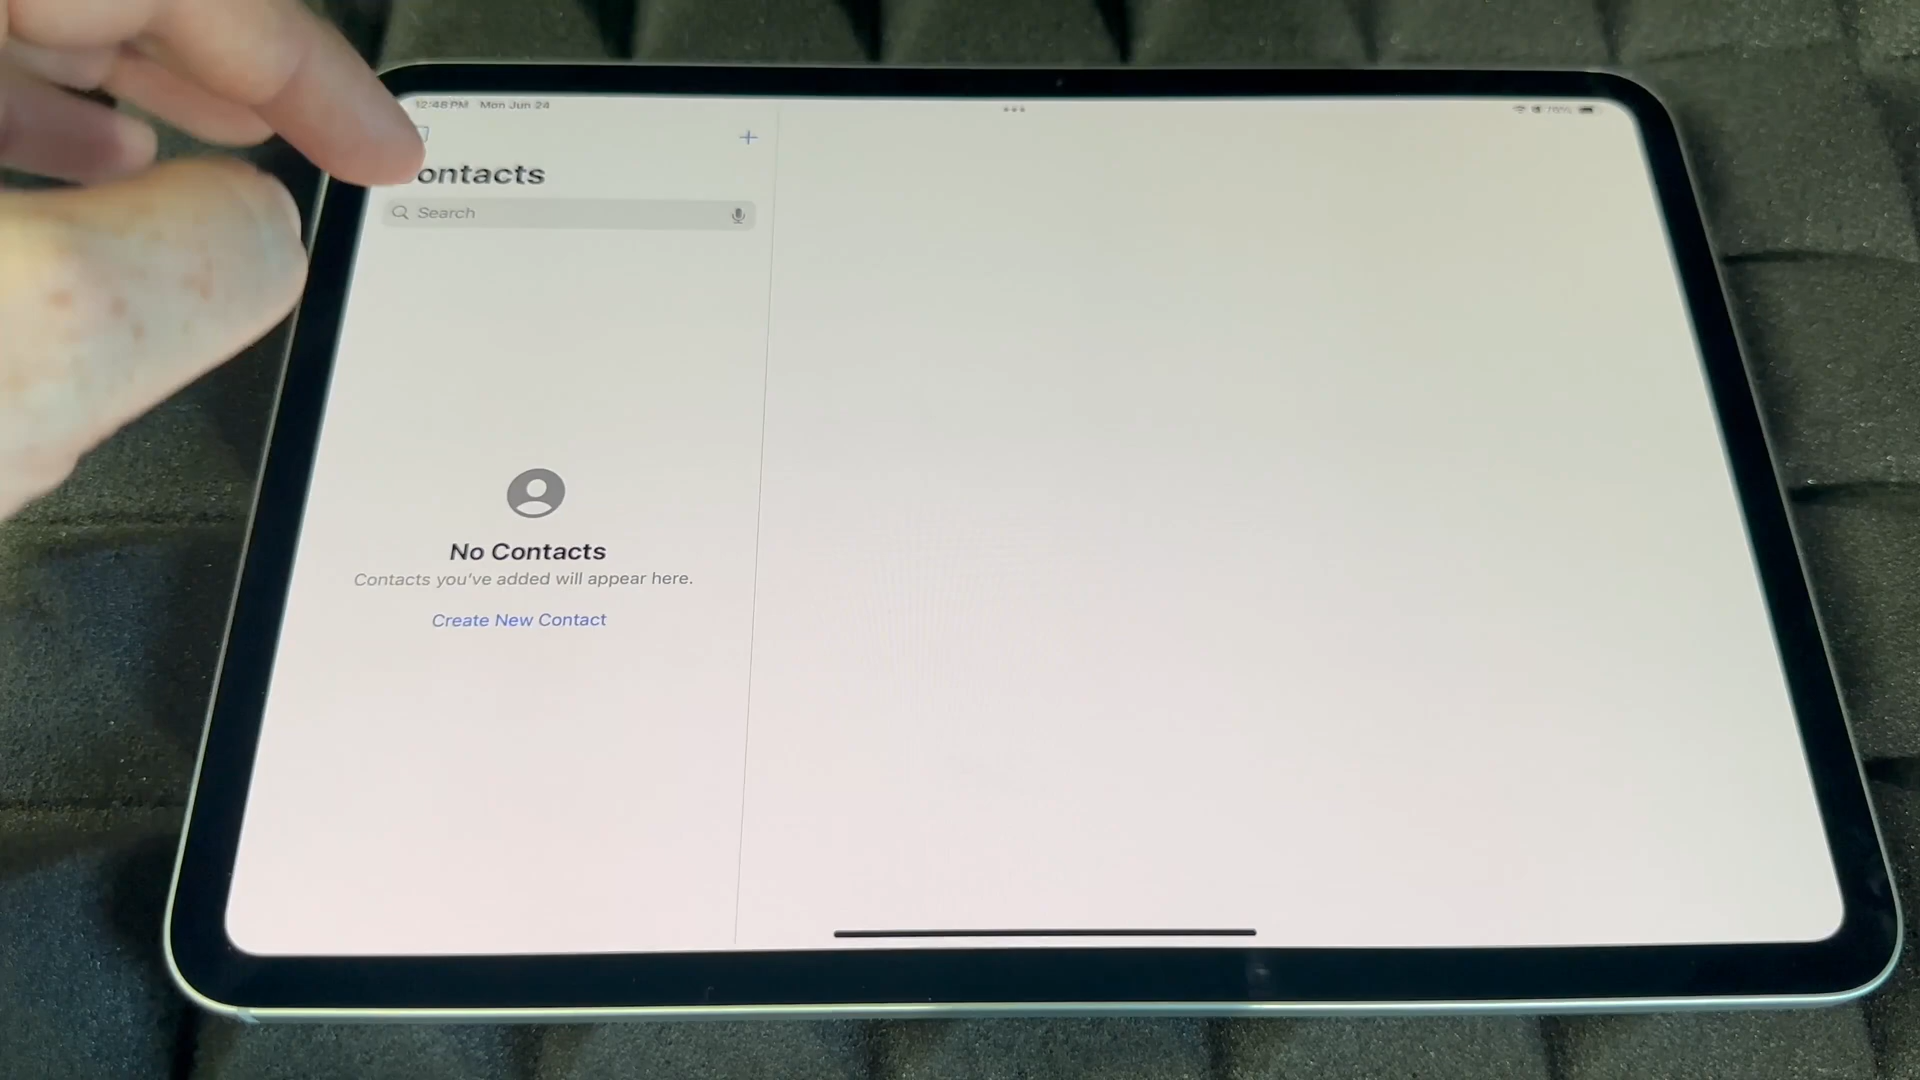 12:48 PM Mon Jun 24
76%
ontacts
Search
No Contacts
Contacts you've added will appear here.
Create New Contact